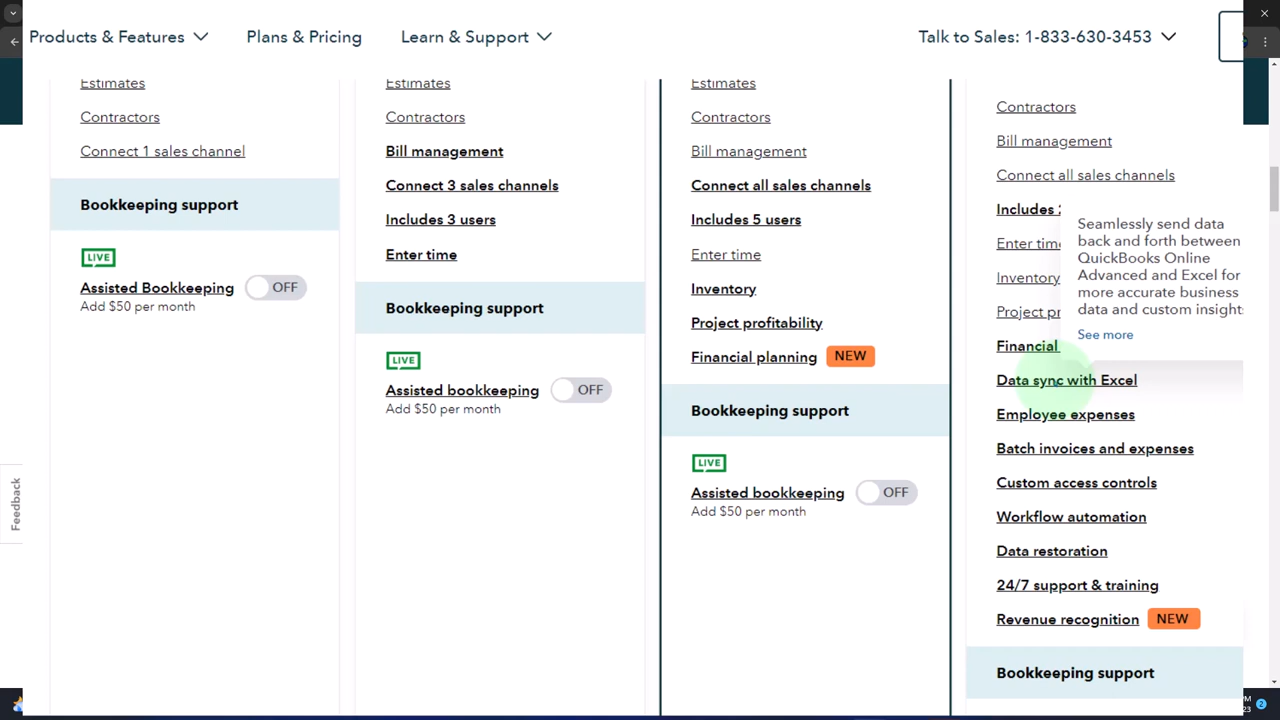 Products & Features
Plans & Pricing
Learn & Support
Talk to Sales: 1-833-630-3453
Estimates
Contractors
Connect 1 sales channel
Bookkeeping support
LIVE
Assisted Bookkeeping
OFF
Add $50 per month
Estimates
Contractors
Bill management
Connect 3 sales channels
Includes 3 users
Enter time
Bookkeeping support
LIVE
Assisted bookkeeping
OFF
Add $50 per month
Estimates
Contractors
Bill management
Connect all sales channels
Includes 5 users
Enter time
Inventory
Project profitability
Financial planning NEW
Bookkeeping support
LIVE
Assisted bookkeeping
OFF
Add $50 per month
Contractors
Bill management
Connect all sales channels
Includes
Enter
Inventory
Project
Financial
Seamlessly send data
back and forth between
QuickBooks Online
Advanced and Excel for
more accurate business
data and custom insights
See more
Data sync with Excel
Employee expenses
Batch invoices and expenses
Custom access controls
Workflow automation
Data restoration
24/7 support & training
Revenue recognition NEW
Bookkeeping support
Feedback
2